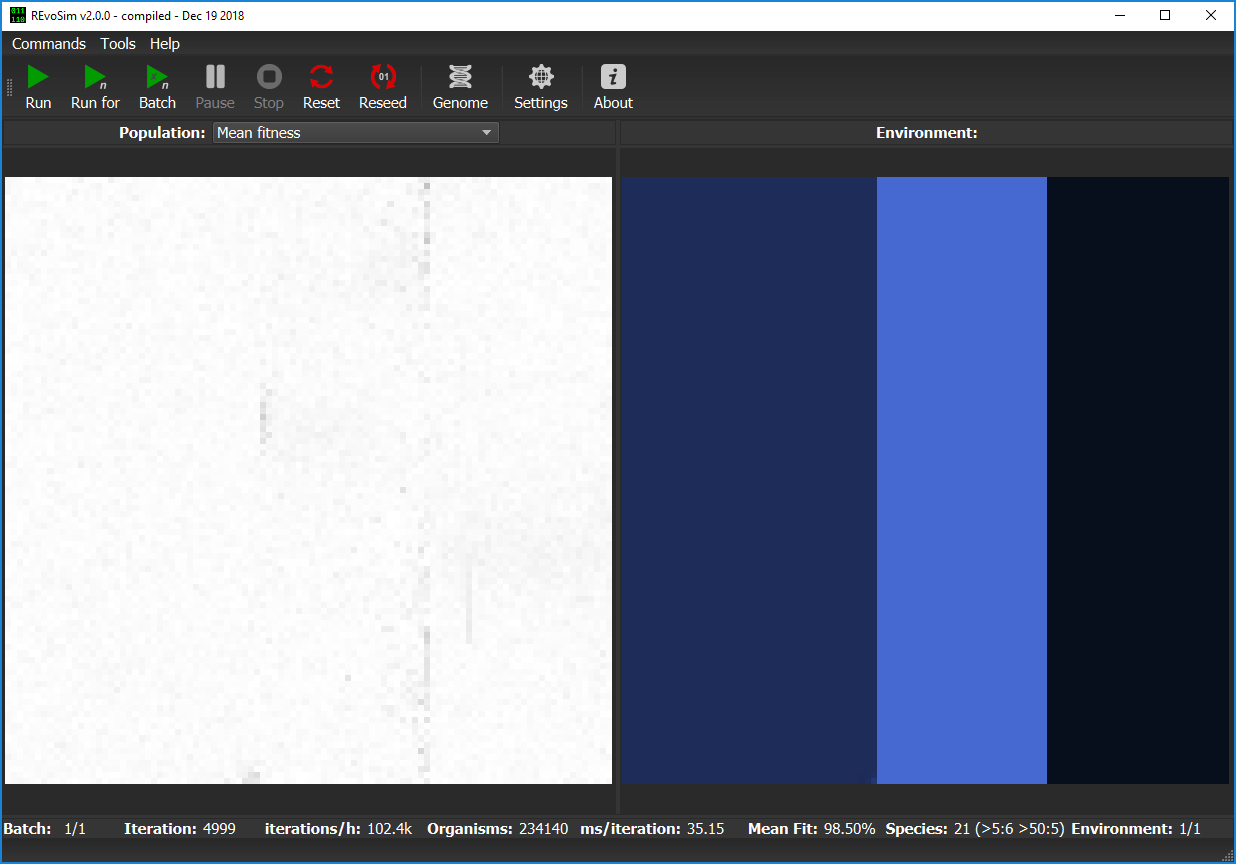 REvoSim v2.0.0 - compiled - Dec 19 2018
Commands Tools Help
01
Run Run for Batch Pause Stop Reset Reseed Genome Settings About
Population: Mean fitness Environment:
Batch: 1/1 Iteration: 4999 iterations/h: 102.4k Organisms: 234140 ms/iteration: 35.15 Mean Fit: 98.50% Species: 21 (>5:6 >50:5) Environment: 1/1